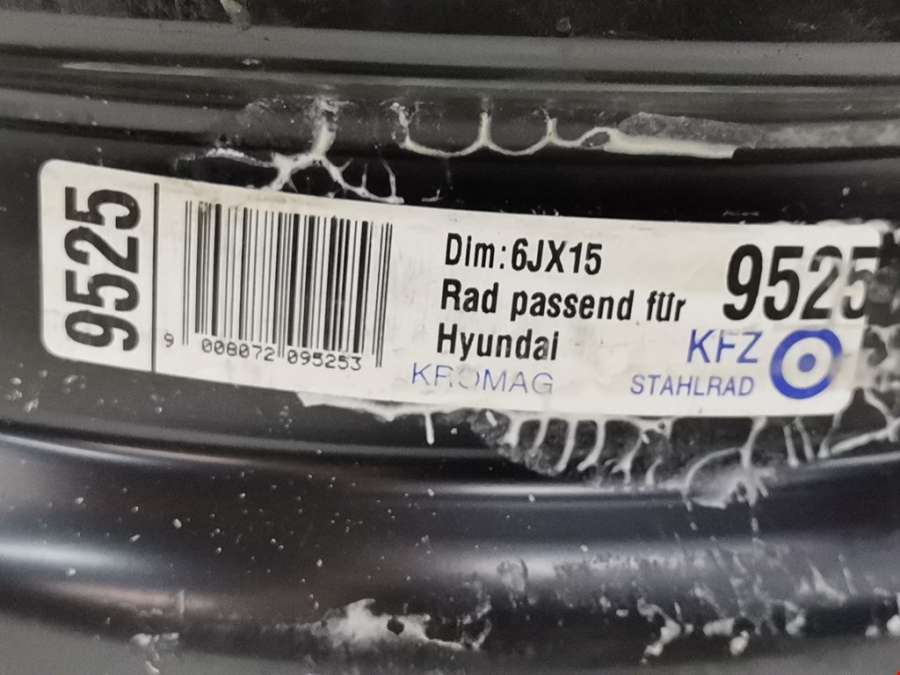 9525
9 008072 095253
Dim:6JX15
Rad passend für
Hyundai
KROMAG
9525
KFZ
STAHLRAD